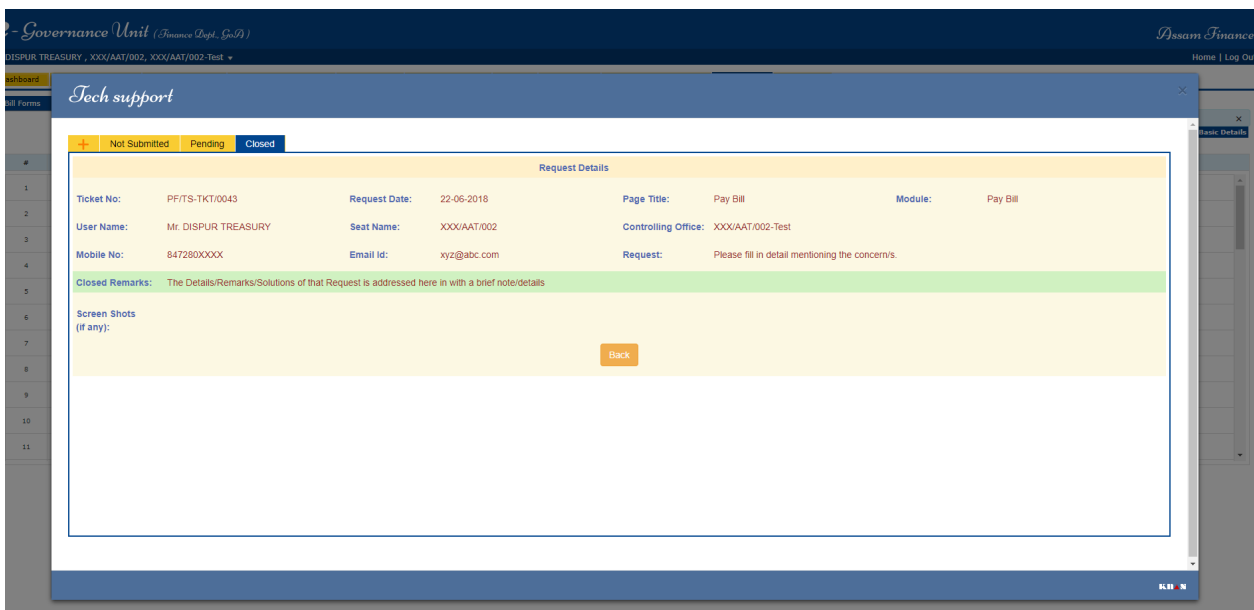 - Governance Unit (Finance Dept., GoA)
Assam Finance
DISPUR TREASURY , XXX/AAT/002, XXX/AAT/002-Test
Home | Log Ou
ashboard
Bill Forms
Tech support
×
×
Basic Details
+ Not Submitted Pending Closed
Request Details
#
1
2
3
4
5
6
7
8
9
10
11
Ticket No: PF/TS-TKT/0043 Request Date: 22-06-2018 Page Title: Pay Bill Module: Pay Bill
User Name: Mr. DISPUR TREASURY Seat Name: XXX/AAT/002 Controlling Office: XXX/AAT/002-Test
Mobile No: 847280XXXX Email Id: xyz@abc.com Request: Please fill in detail mentioning the concern/s.
Closed Remarks: The Details/Remarks/Solutions of that Request is addressed here in with a brief note/details
Screen Shots
(if any):
Back